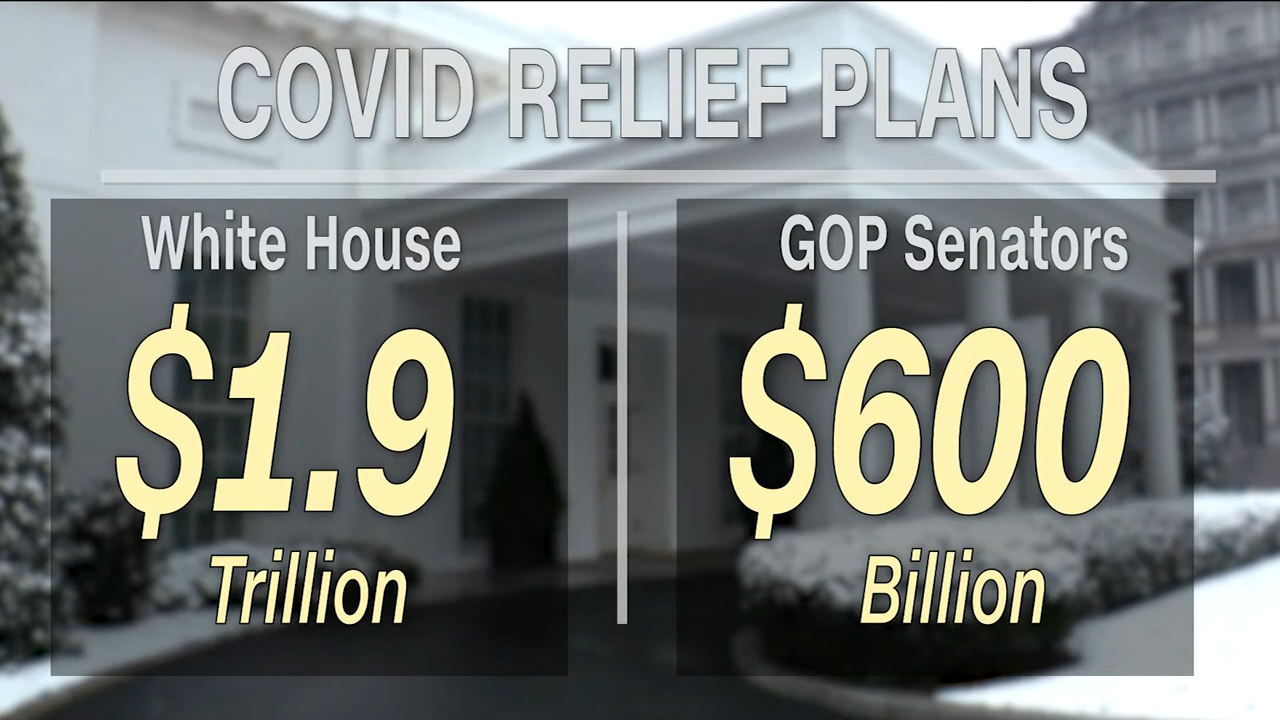 COVID RELIEF PLANS
White House
$1.9
Trillion
GOP Senators
$600
Billion